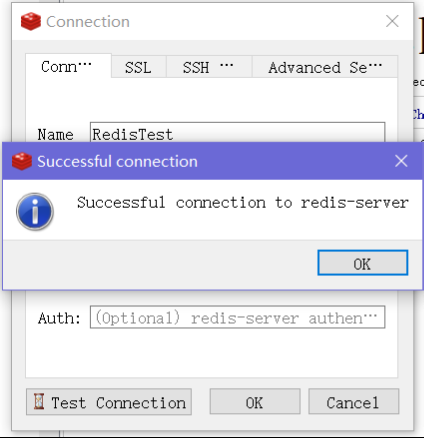 Connection
Conn⋯
SSL
SSH ⋯
Advanced Se⋯
Name
RedisTest
Successful connection
Successful connection to redis-server
OK
Auth:
(Optional) redis-server authen⋯
Test Connection
OK
Cancel